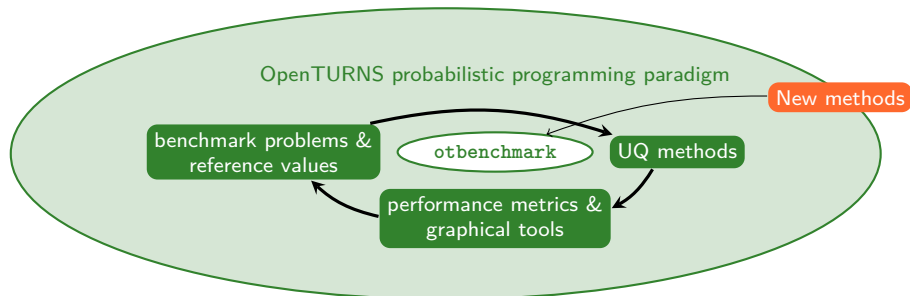 OpenTURNS probabilistic programming paradigm
New methods
benchmark problems &
reference values
otbenchmark
UQ methods
performance metrics &
graphical tools